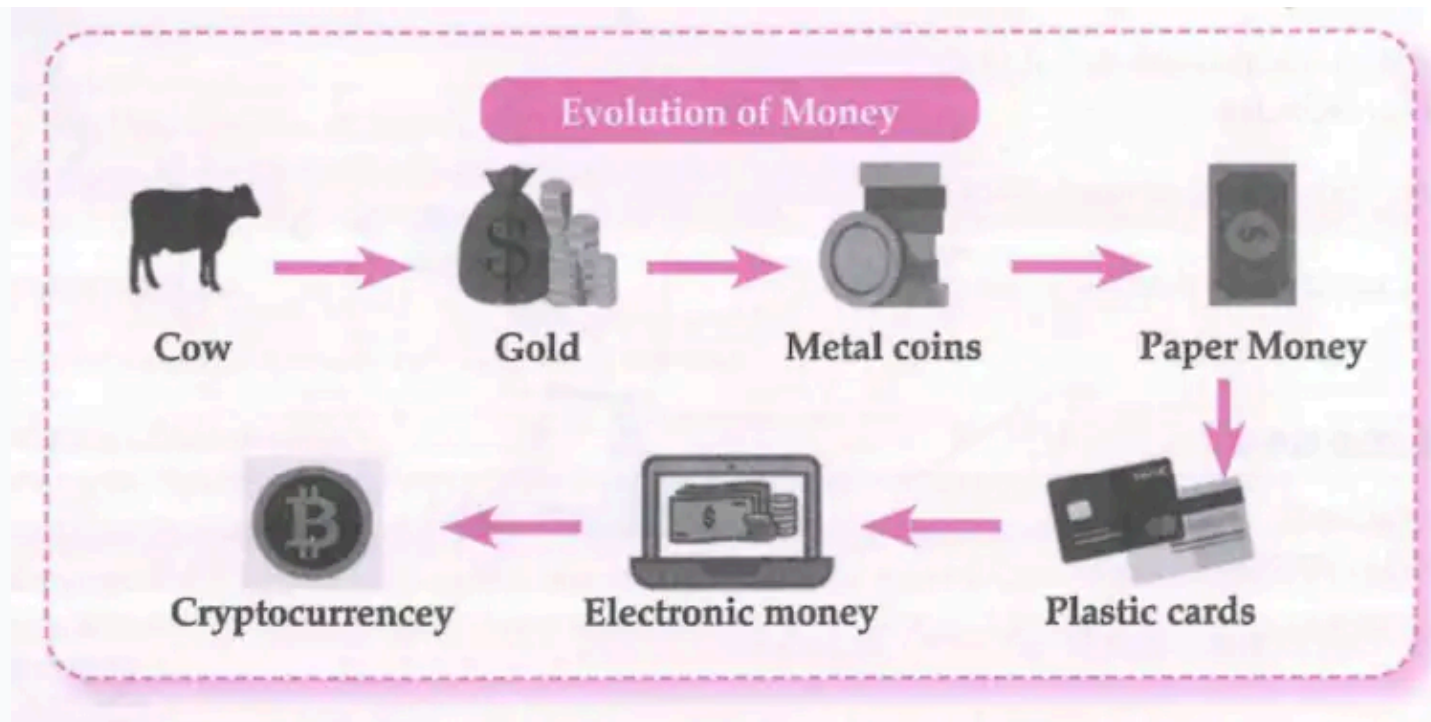 Evolution of Money
Cow
Gold
Metal coins
Paper Money
Plastic cards
Electronic money
Cryptocurrencey